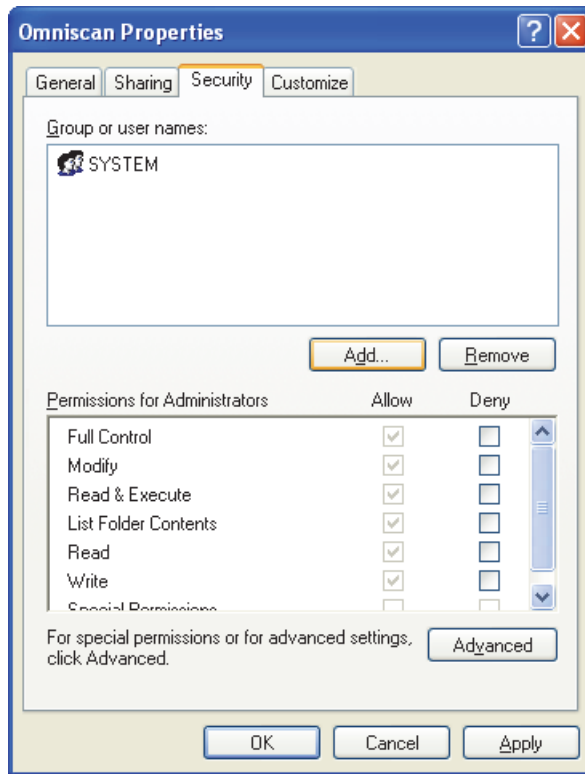 Omniscan Properties
General Sharing Security Customize
Group or user names:
SYSTEM
Add... Remove
Permissions for Administrators Allow Deny
Full Control
Modify
Read & Execute
List Folder Contents
Read
Write
Special Permissions
For special permissions or for advanced settings, Advanced
click Advanced.
OK Cancel Apply